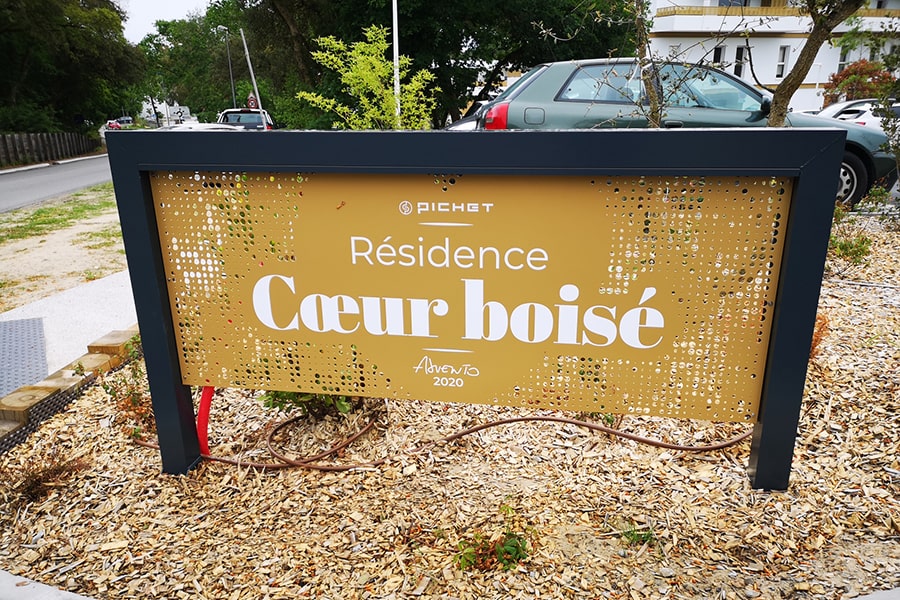 PICHET
Résidence
Cœur boisé
Advento
2020